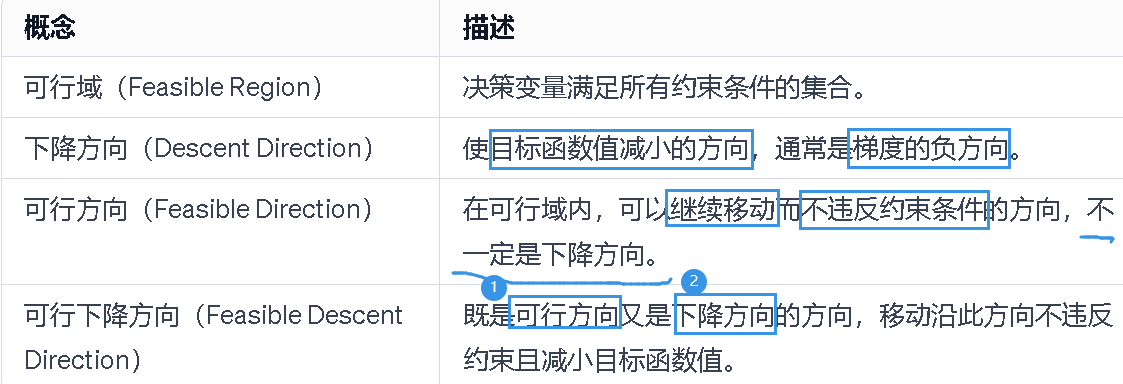 概念
描述
可行域（Feasible Region）
决策变量满足所有约束条件的集合。
下降方向（Descent Direction）
使目标函数值减小的方向，通常是梯度的负方向。
可行方向（Feasible Direction）
在可行域内，可以继续移动而不违反约束条件的方向，不
一定是下降方向。
1
2
可行下降方向（Feasible Descent
Direction）
既是可行方向又是下降方向的方向，移动沿此方向不违反
约束且减小目标函数值。